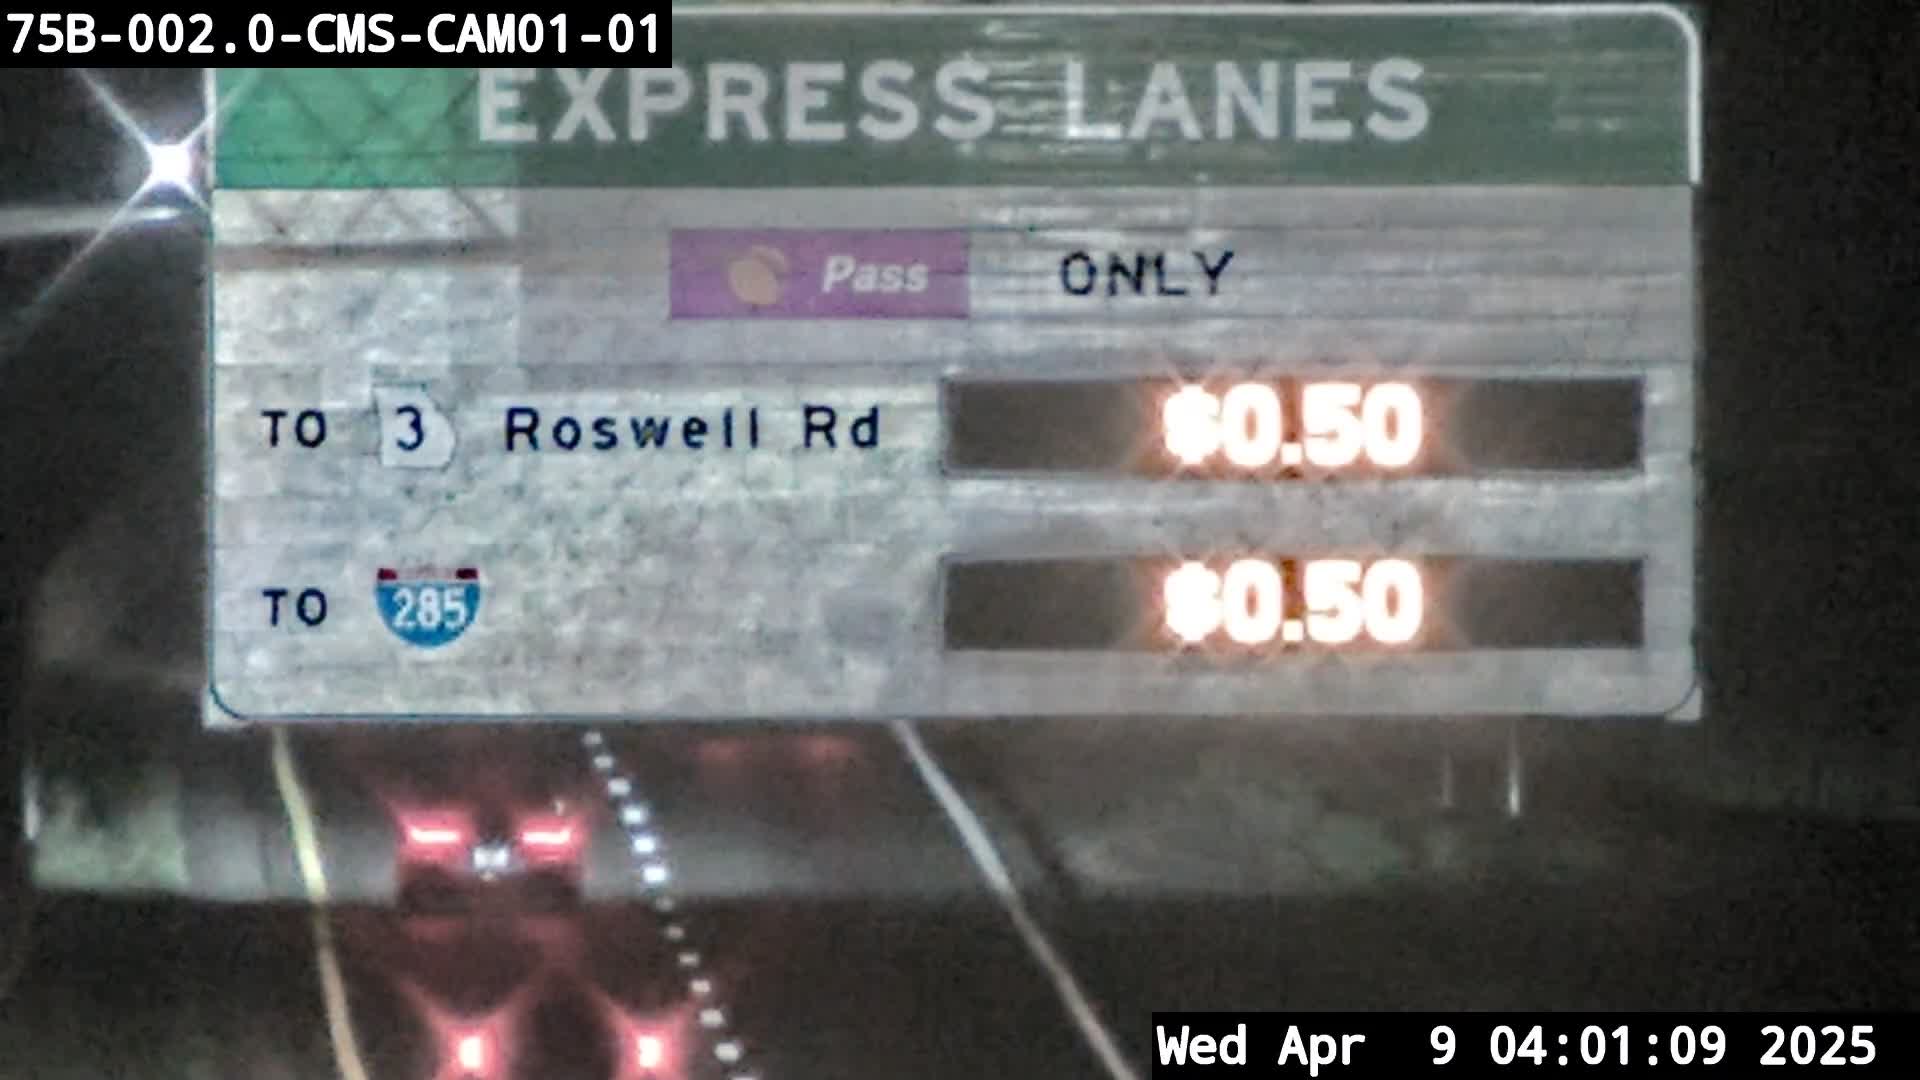 75B-002.0-CMS-CAM01-01
EXPRESS LANES
Pass ONLY
TO 3 Roswell Rd $0.50
TO 285 $0.50
Wed Apr 9 04:01:09 2025